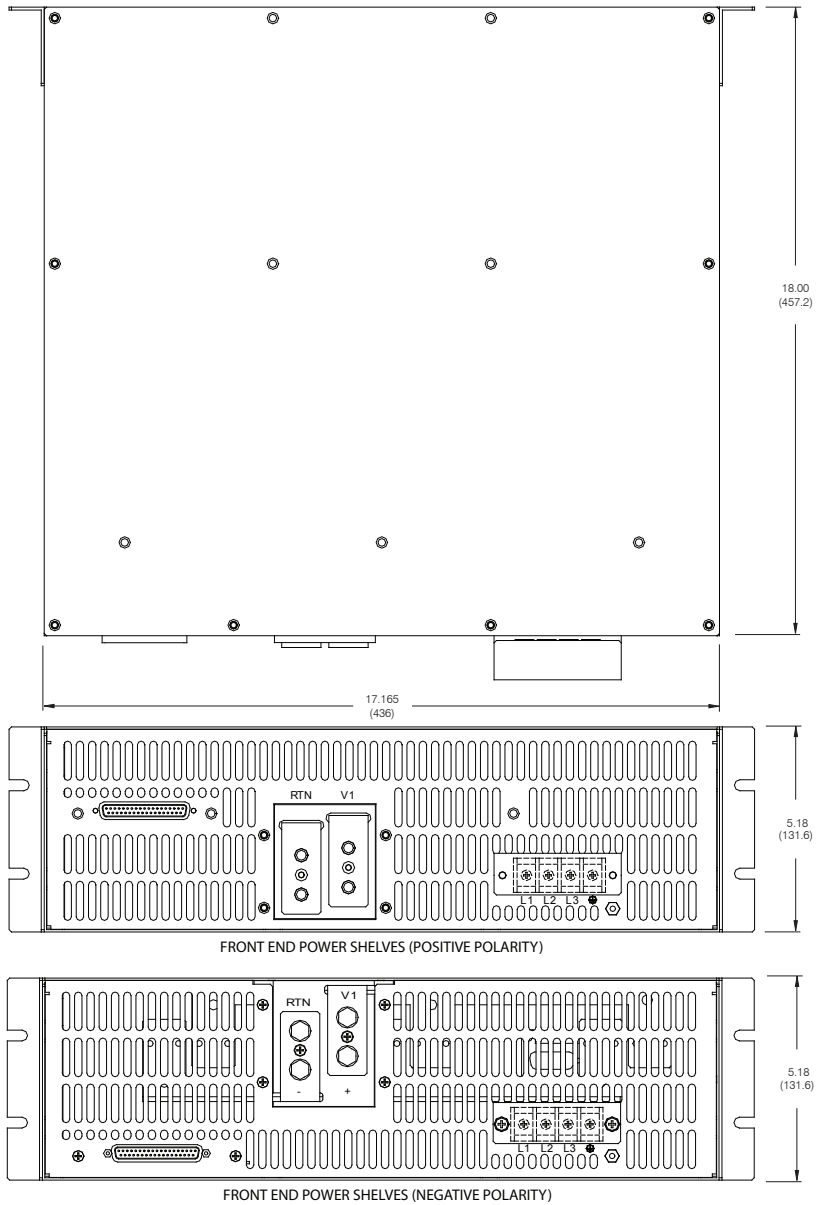 18.00
(457.2)
17.165
(436)
RTN V1
5.18
(131.6)
L1 L2 L3
FRONT END POWER SHELVES (POSITIVE POLARITY)
RTN V1
- +
5.18
(131.6)
L1 L2 L3
FRONT END POWER SHELVES (NEGATIVE POLARITY)